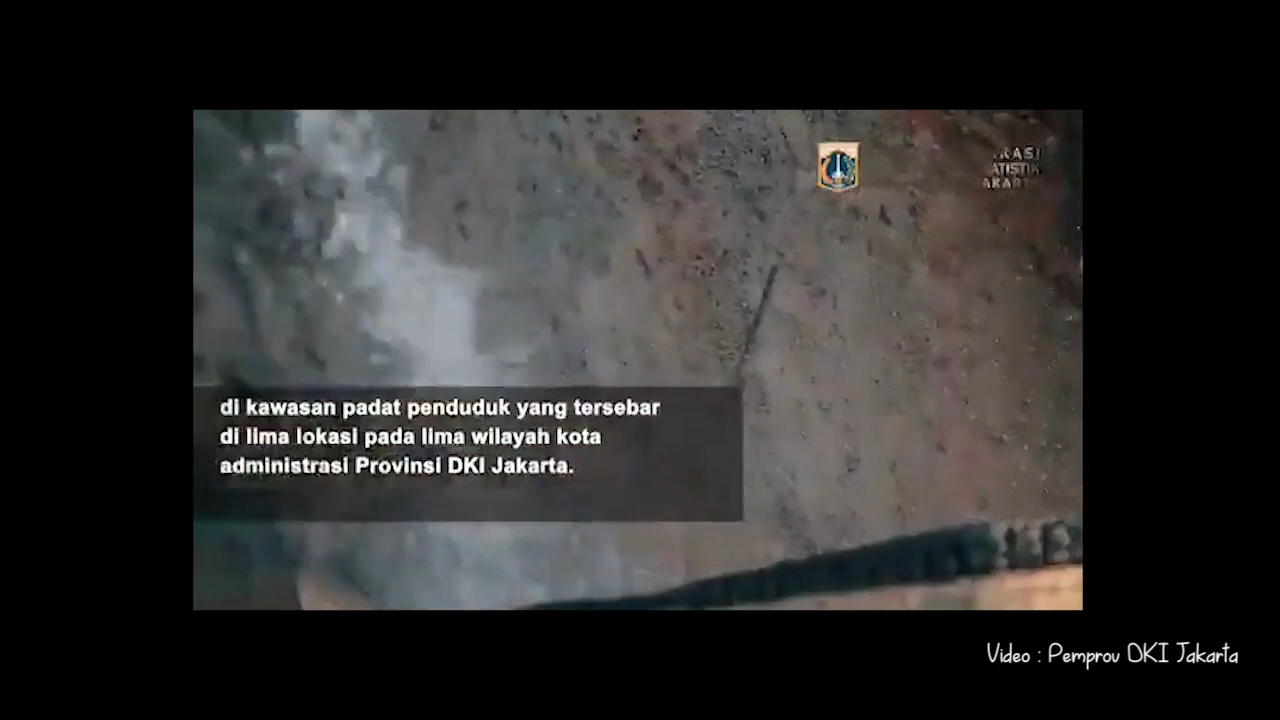 di kawasan padat penduduk yang tersebar
di lima lokasi pada lima wilayah kota
administrasi Provinsi DKI Jakarta.
Video : Pemprov DKI Jakarta